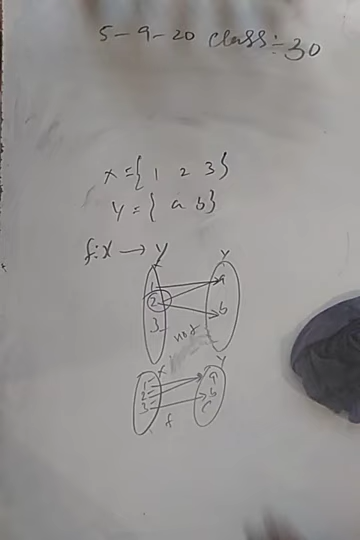 5-9-20 class:-30
X={1 2 3}
Y={a b}
f:X→Y
X Y
1 a
2 b
3
not
X Y
1 a
2 b
3 c
f